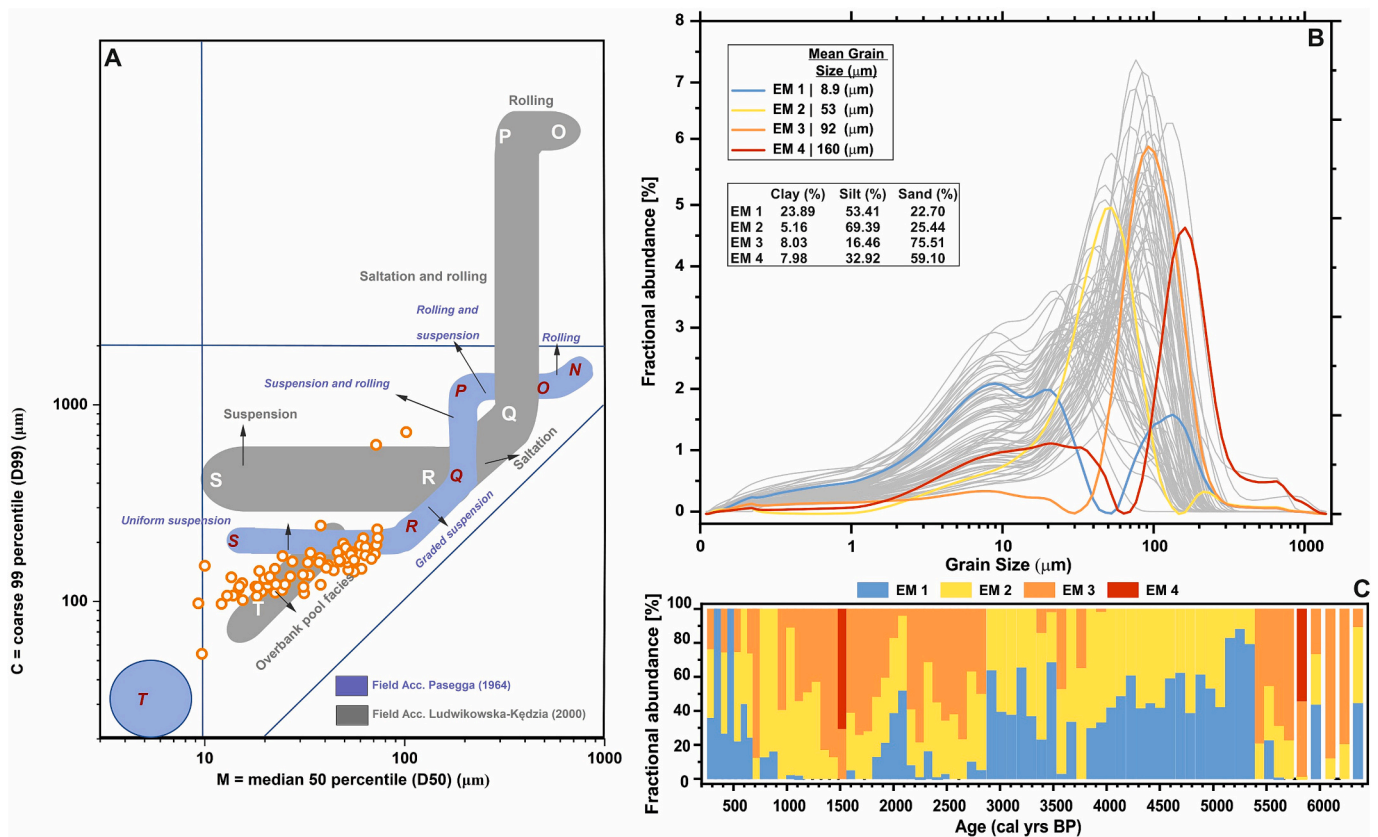 A
Rolling
P
O
Saltation and rolling
Rolling and
suspension
Rolling
Suspension and rolling
P
O
N
Q
Suspension
Saltation
S
R
Q
Uniform suspension
S
R
Graded suspension
T
Overbank pool facies
T
Field Acc. Pasegga (1964)
Field Acc. Ludwikowska-Kędzia (2000)
1000
100
10
100
1000
C = coarse 99 percentile (D99) (μm)
M = median 50 percentile (D50) (μm)
B
Mean Grain
Size (μm)
EM 1 | 8.9 (μm)
EM 2 | 53 (μm)
EM 3 | 92 (μm)
EM 4 | 160 (μm)
Clay (%) Silt (%) Sand (%)
EM 1 23.89 53.41 22.70
EM 2 5.16 69.39 25.44
EM 3 8.03 16.46 75.51
EM 4 7.98 32.92 59.10
8
7
6
5
4
3
2
1
0
Fractional abundance [%]
0
1
10
100
1000
Grain Size (μm)
EM 1
EM 2
EM 3
EM 4
C
100
80
60
40
20
0
Fractional abundance [%]
500
1000
1500
2000
2500
3000
3500
4000
4500
5000
5500
6000
Age (cal yrs BP)